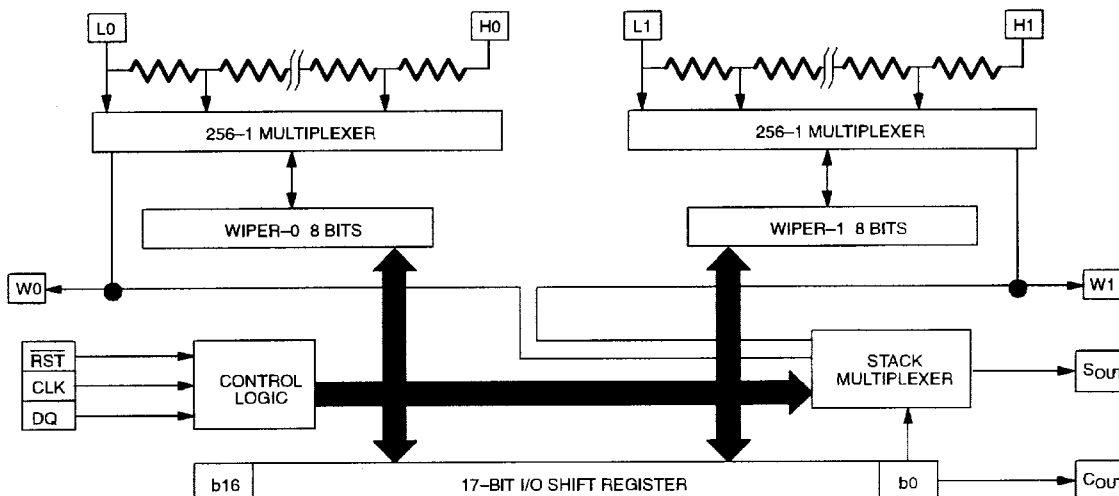 L0
H0
L1
H1
256–1 MULTIPLEXER
256–1 MULTIPLEXER
WIPER–0 8 BITS
WIPER–1 8 BITS
W0
W1
RST
CLK
DQ
CONTROL
LOGIC
STACK
MULTIPLEXER
SOUT
b16
17–BIT I/O SHIFT REGISTER
b0
COUT